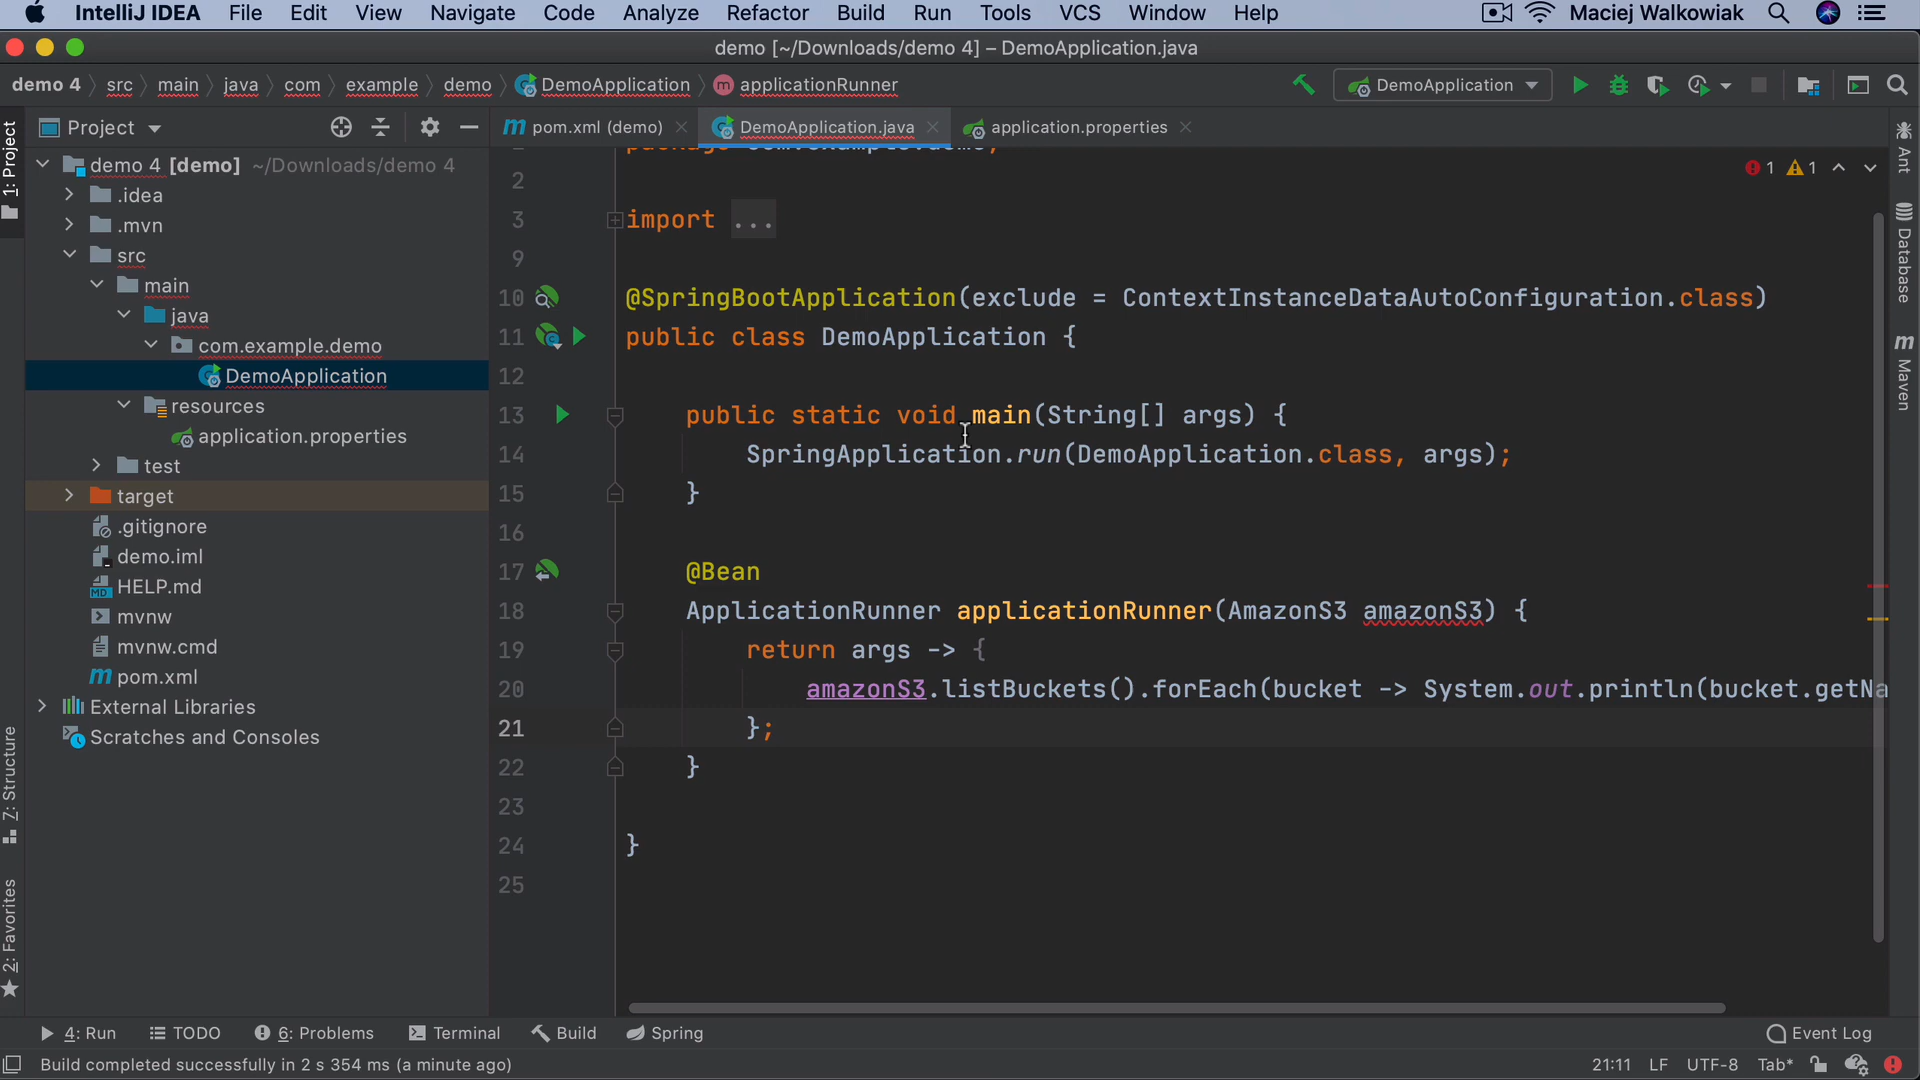 IntelliJ IDEA File Edit View Navigate Code Analyze Refactor Build Run Tools VCS Window Help Maciej Walkowiak
demo [~/Downloads/demo 4] – DemoApplication.java
demo 4 src main java com example demo DemoApplication m applicationRunner DemoApplication
1: Project
Project
m pom.xml (demo) DemoApplication.java application.properties
demo 4 [demo] ~/Downloads/demo 4
.idea
.mvn
src
main
java
com.example.demo
DemoApplication
resources
application.properties
test
target
.gitignore
demo.iml
MD HELP.md
mvnw
mvnw.cmd
m pom.xml
External Libraries
Scratches and Consoles
Z: Structure
2: Favorites
1 1
2
3 import ...
9
10 @SpringBootApplication(exclude = ContextInstanceDataAutoConfiguration.class)
11 public class DemoApplication {
12
13 public static void main(String[] args) {
14 SpringApplication.run(DemoApplication.class, args);
15 }
16
17 @Bean
18 ApplicationRunner applicationRunner(AmazonS3 amazonS3) {
19 return args -> {
20 amazonS3.listBuckets().forEach(bucket -> System.out.println(bucket.getNa
21 };
22 }
23
24 }
25
Ant
Database
m Maven
4: Run TODO 6: Problems Terminal Build Spring Event Log
Build completed successfully in 2 s 354 ms (a minute ago) 21:11 LF UTF-8 Tab*